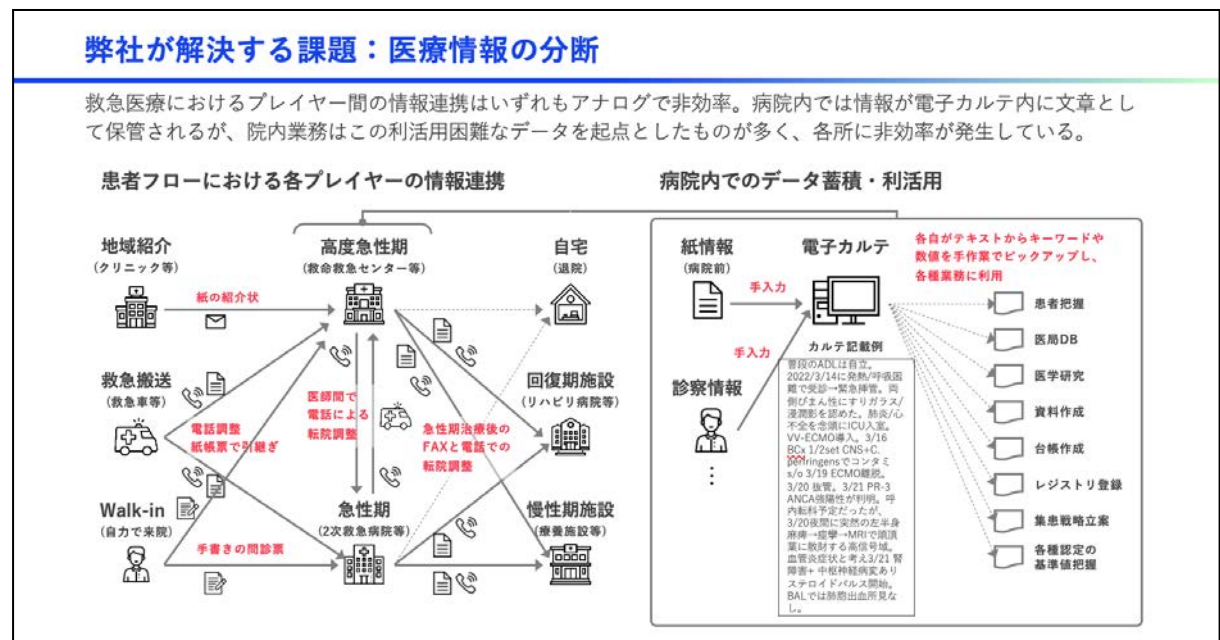 弊社が解決する課題：医療情報の分断
救急医療におけるプレイヤー間の情報連携はいずれもアナログで非効率。病院内では情報が電子カルテ内に文章とし
て保管されるが、院内業務はこの利活用困難なデータを起点としたものが多く、各所に非効率が発生している。
患者フローにおける各プレイヤーの情報連携
地域紹介
(クリニック等)
紙の紹介状
救急搬送
(救急車等)
電話調整
紙帳票で引継ぎ
Walk-in
(自力で来院)
手書きの問診票
高度急性期
(救命救急センター等)
医師間で
電話による
転院調整
急性期
(2次救急病院等)
急性期治療後の
FAXと電話での
転院調整
自宅
(退院)
回復期施設
(リハビリ病院等)
慢性期施設
(療養施設等)
病院内でのデータ蓄積・利活用
紙情報
(病院前)
手入力
診察情報
手入力
電子カルテ
カルテ記載例
普段のADLは自立。
2022/3/14に発熱/呼吸困
難で受診→緊急挿管。両
側びまん性にすりガラス/
浸潤影を認めた。肺炎/心
不全を念頭にICU入室。
VV-ECMO導入。3/16
BCx 1/2set CNS+C.
perfringensでコンタミ
s/o 3/19 ECMO離脱。
3/20 抜管。3/21 PR-3
ANCA強陽性が判明。呼
内転科予定だったが、
3/20夜間に突然の左半身
麻痺→痙攣→MRIで頭頂
葉に散財する高信号域。
血管炎症状と考え3/21 腎
障害+ 中枢神経病変あり
ステロイドパルス開始。
BALでは肺胞出血所見な
し。
各自がテキストからキーワードや
数値を手作業でピックアップし、
各種業務に利用
患者把握
医局DB
医学研究
資料作成
台帳作成
レジストリ登録
集患戦略立案
各種認定の
基準値把握